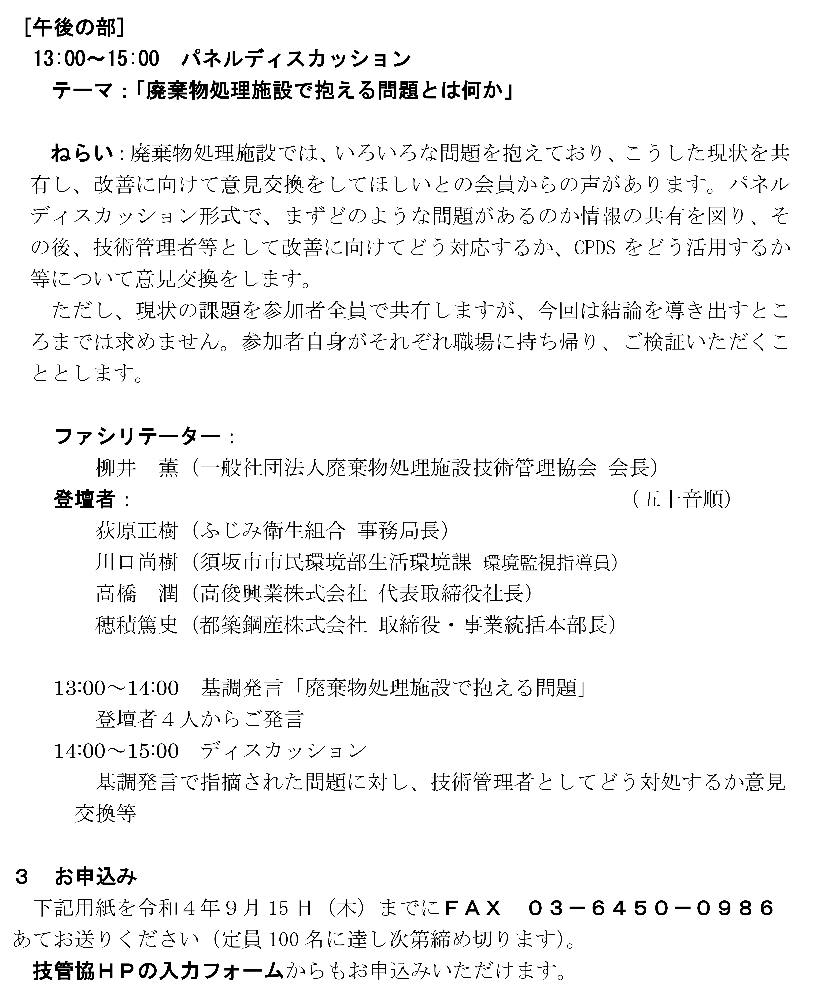 [午後の部]
13:00～15:00　パネルディスカッション
テーマ：「廃棄物処理施設で抱える問題とは何か」
ねらい：廃棄物処理施設では、いろいろな問題を抱えており、こうした現状を共
有し、改善に向けて意見交換をしてほしいとの会員からの声があります。パネル
ディスカッション形式で、まずどのような問題があるのか情報の共有を図り、そ
の後、技術管理者等として改善に向けてどう対応するか、CPDS をどう活用するか
等について意見交換をします。
ただし、現状の課題を参加者全員で共有しますが、今回は結論を導き出すとこ
ろまでは求めません。参加者自身がそれぞれ職場に持ち帰り、ご検証いただくこ
ととします。
ファシリテーター：
柳井　薫（一般社団法人廃棄物処理施設技術管理協会 会長）
登壇者：　（五十音順）
荻原正樹（ふじみ衛生組合 事務局長）
川口尚樹（須坂市市民環境部生活環境課 環境監視指導員）
高橋　潤（高俊興業株式会社 代表取締役社長）
穂積篤史（都築鋼産株式会社 取締役・事業統括本部長）
13:00～14:00　基調発言「廃棄物処理施設で抱える問題」
登壇者４人からご発言
14:00～15:00　ディスカッション
基調発言で指摘された問題に対し、技術管理者としてどう対処するか意見
交換等
３　お申込み
下記用紙を令和４年９月 15 日（木）までにＦＡＸ　０３－６４５０－０９８６
あてお送りください（定員 100 名に達し次第締め切ります）。
技管協ＨＰの入力フォームからもお申込みいただけます。